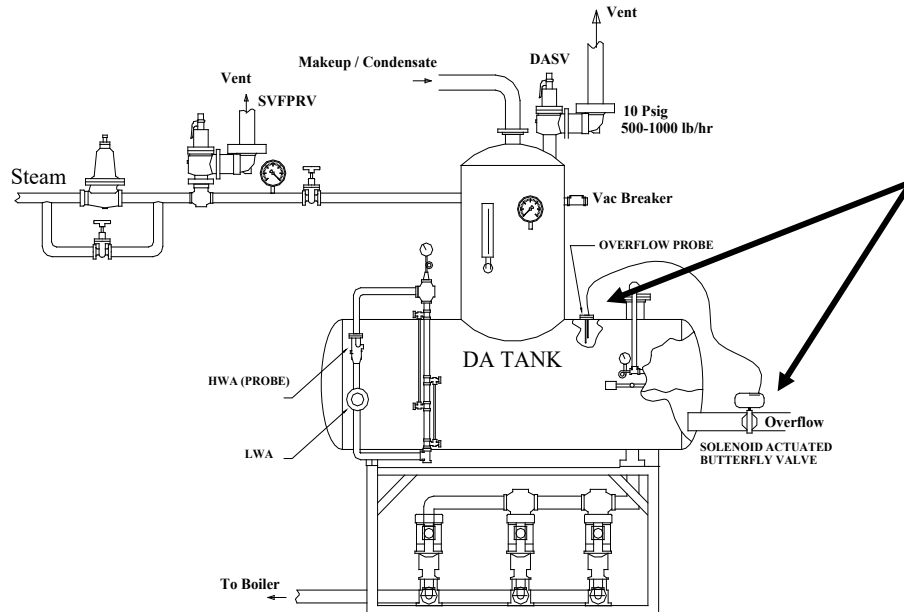 Vent
Makeup / Condensate
DASV
Vent
SVFPRV
10 Psig
500-1000 lb/hr
Steam
Vac Breaker
OVERFLOW PROBE
DA TANK
HWA (PROBE)
LWA
Overflow
SOLENOID ACTUATED
BUTTERFLY VALVE
To Boiler